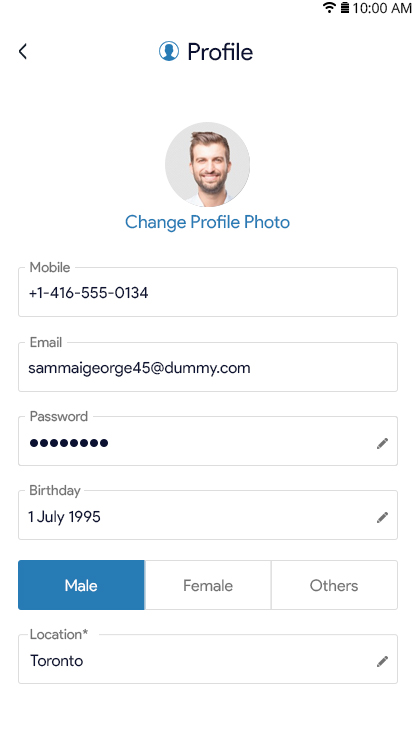 10:00 AM
Profile
Change Profile Photo
Mobile
+1-416-555-0134
Email
sammaigeorge45@dummy.com
Password
●●●●●●●●
Birthday
1 July 1995
Male Female Others
Location*
Toronto